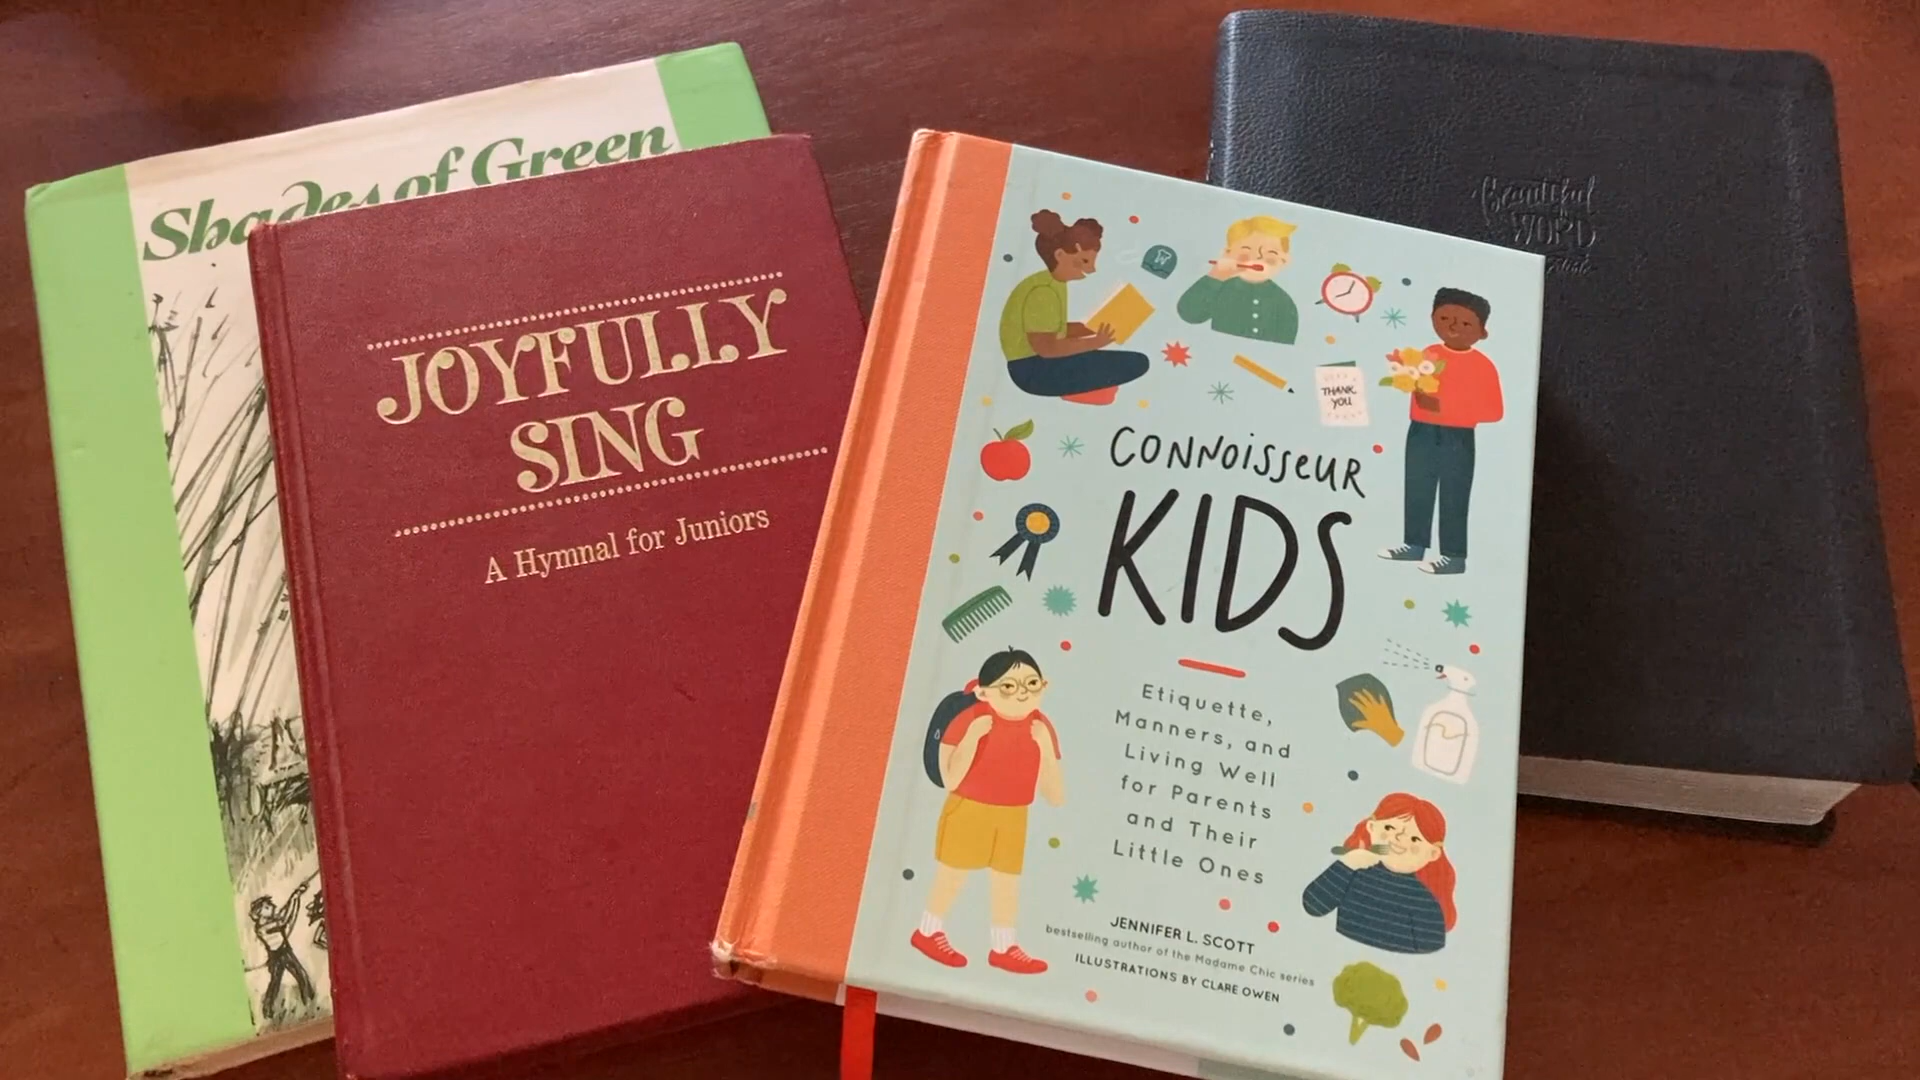 Shades of Green
JOYFULLY
SING
A Hymnal for Juniors
THANK
YOU
CONNOISSEUR
KIDS
Etiquette,
Manners, and
Living Well
for Parents
and Their
Little Ones
JENNIFER L. SCOTT
bestselling author of the Madame Chic series
ILLUSTRATIONS BY CLARE OWEN
Beautiful
WORD